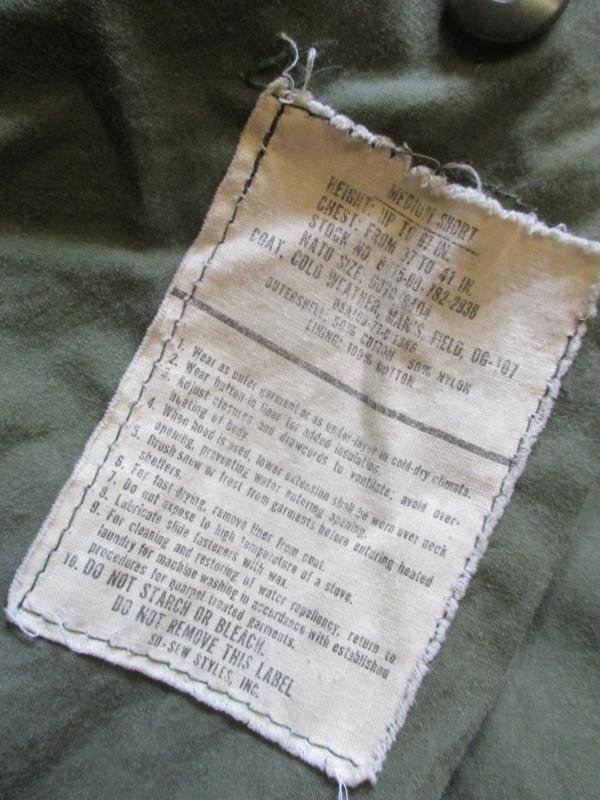 MEDIUM SHORT
HEIGHT: UP TO 67 IN.
CHEST: FROM 37 TO 41 IN.
STOCK NO. 8415-00-782-2938
NATO SIZE,
COAT, COLD WEATHER, MAN'S, FIELD, OG-107
OUTERSHELL: 50% COTTON 50% NYLON
LINING: 100% COTTON
1. Wear as outer garment or as under-layer in cold-dry climate.
2. Wear button-in liner for added insulation.
3. Adjust closures and drawcords to ventilate; avoid over-
heating of body.
4. When hood is used, lower extension shall be worn over neck
opening, preventing water entering opening.
5. Brush snow or frost from garments before entering heated
shelters.
6. For fast drying, remove liner from coat.
7. Do not expose to high temperature of a stove.
8. Lubricate slide fasteners with wax.
9. For cleaning and restoring of water repellency, return to
laundry for machine washing in accordance with established
procedures for quarpel treated garments.
10. DO NOT STARCH OR BLEACH.
DO NOT REMOVE THIS LABEL
SO-SEW STYLES, INC.